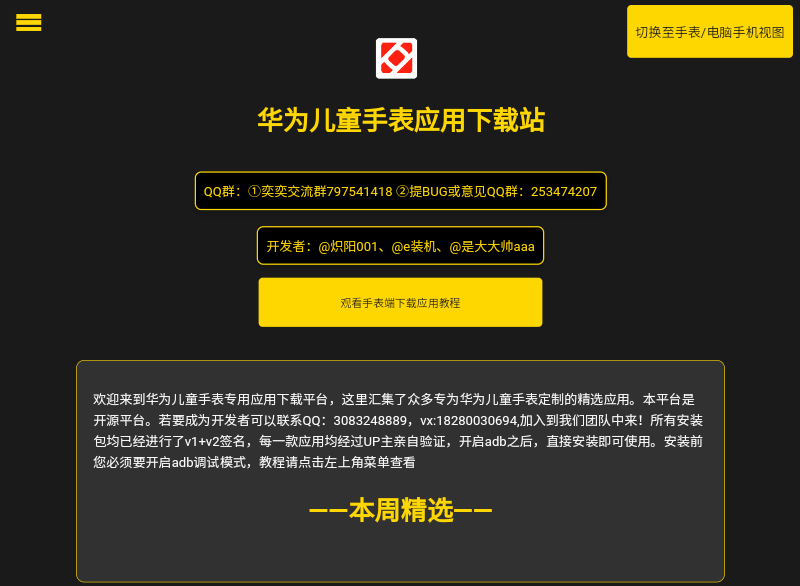 切换至手表/电脑手机视图
华为儿童手表应用下载站
QQ群：①奕奕交流群797541418 ②提BUG或意见QQ群：253474207
开发者：@炽阳001、@e装机、@是大大帅aaa
观看手表端下载应用教程
欢迎来到华为儿童手表专用应用下载平台，这里汇集了众多专为华为儿童手表定制的精选应用。本平台是
开源平台。若要成为开发者可以联系QQ：3083248889，vx:18280030694,加入到我们团队中来！所有安装
包均已经进行了v1+v2签名，每一款应用均经过UP主亲自验证，开启adb之后，直接安装即可使用。安装前
您必须要开启adb调试模式，教程请点击左上角菜单查看
——本周精选——